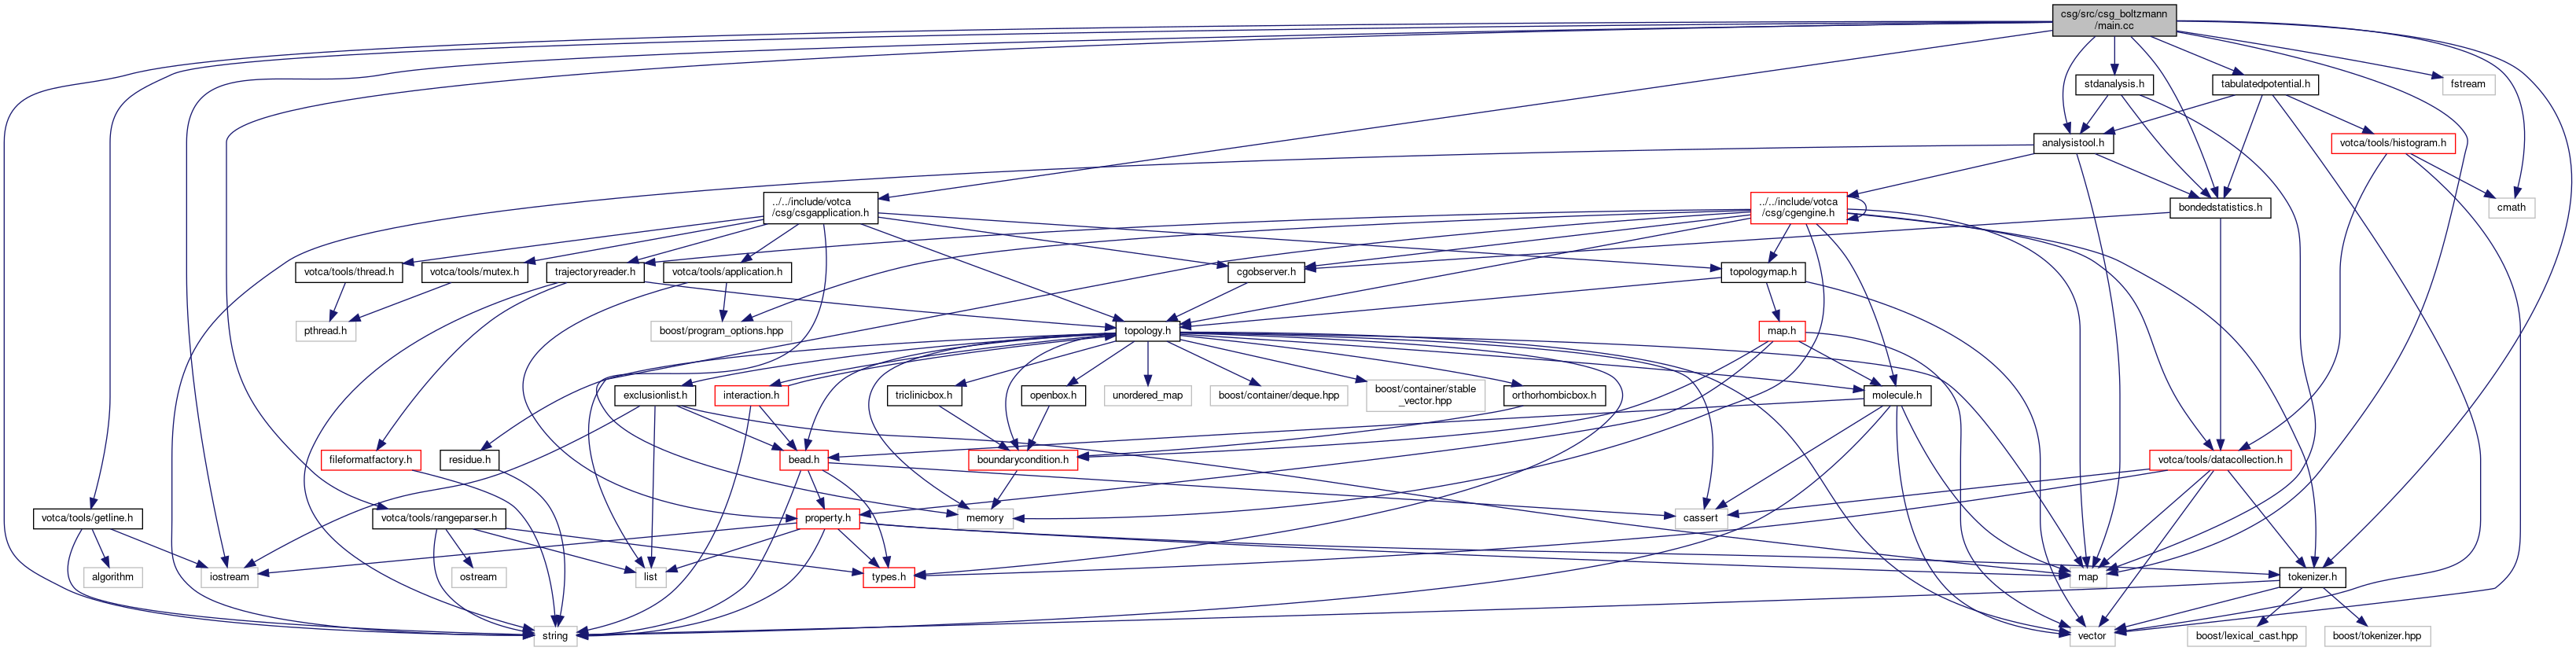 csg/src/csg_boltzmann
/main.cc
stdanalysis.h
tabulatedpotential.h
fstream
analysistool.h
votca/tools/histogram.h
../../include/votca
/csg/csgapplication.h
../../include/votca
/csg/cgengine.h
bondedstatistics.h
cmath
votca/tools/thread.h
votca/tools/mutex.h
trajectoryreader.h
votca/tools/application.h
cgobserver.h
topologymap.h
pthread.h
boost/program_options.hpp
topology.h
map.h
exclusionlist.h
interaction.h
triclinicbox.h
openbox.h
unordered_map
boost/container/deque.hpp
boost/container/stable
_vector.hpp
orthorhombicbox.h
molecule.h
fileformatfactory.h
residue.h
bead.h
boundarycondition.h
votca/tools/datacollection.h
votca/tools/getline.h
votca/tools/rangeparser.h
property.h
memory
cassert
algorithm
iostream
ostream
list
types.h
map
tokenizer.h
string
vector
boost/lexical_cast.hpp
boost/tokenizer.hpp